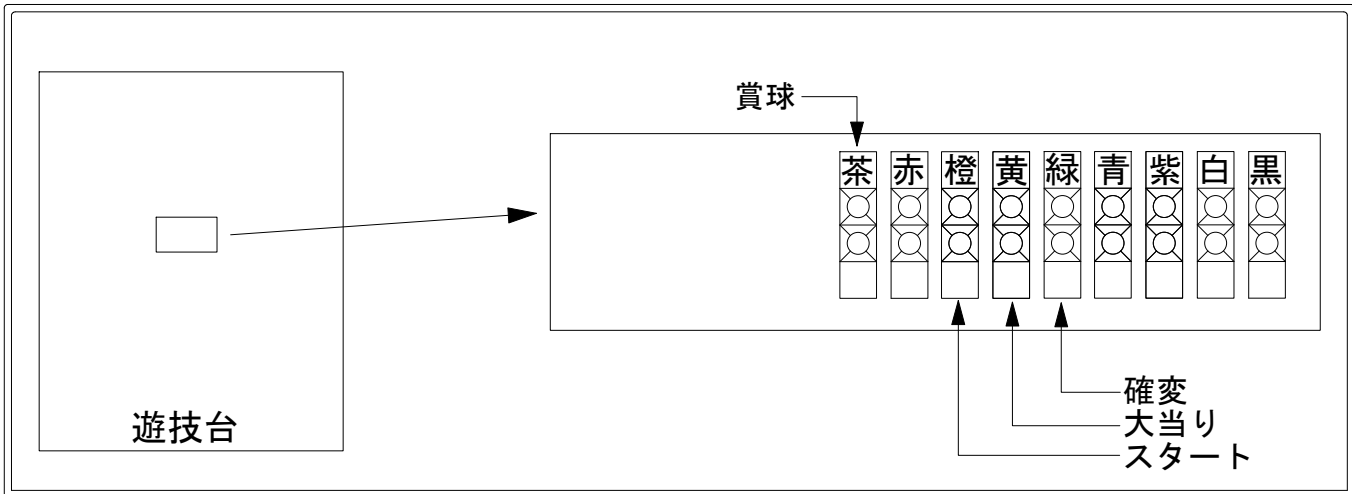 賞球
茶 赤 橙 黄 緑 青 紫 白 黒
遊技台
確変
大当り
スタート